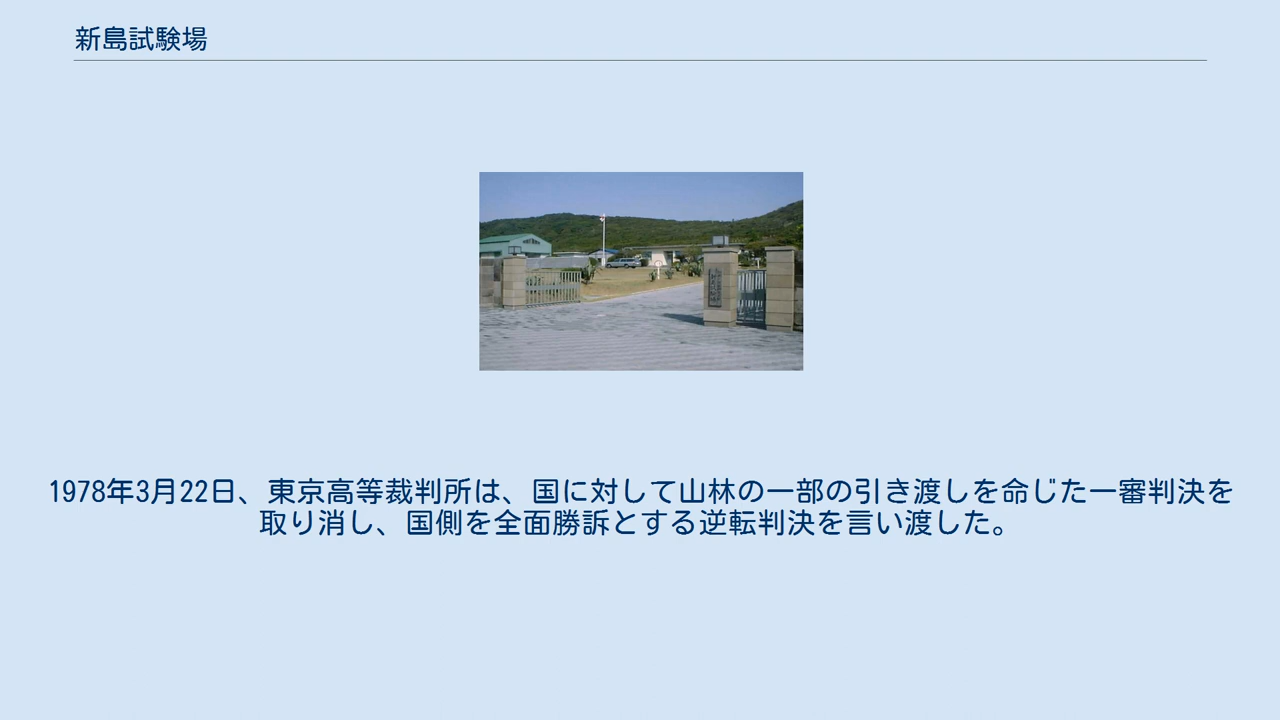 新島試験場
1978年3月22日、東京高等裁判所は、国に対して山林の一部の引き渡しを命じた一審判決を
取り消し、国側を全面勝訴とする逆転判決を言い渡した。